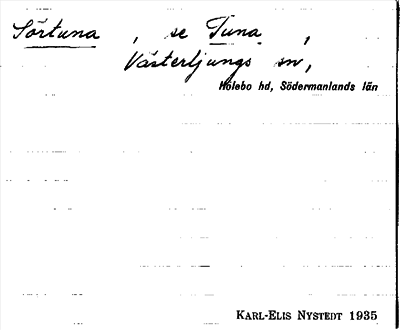 Sörtuna, se Tuna,
Västerljungs sn,
Hölebo hd, Södermanlands län
KARL-ELIS NYSTEDT 1935